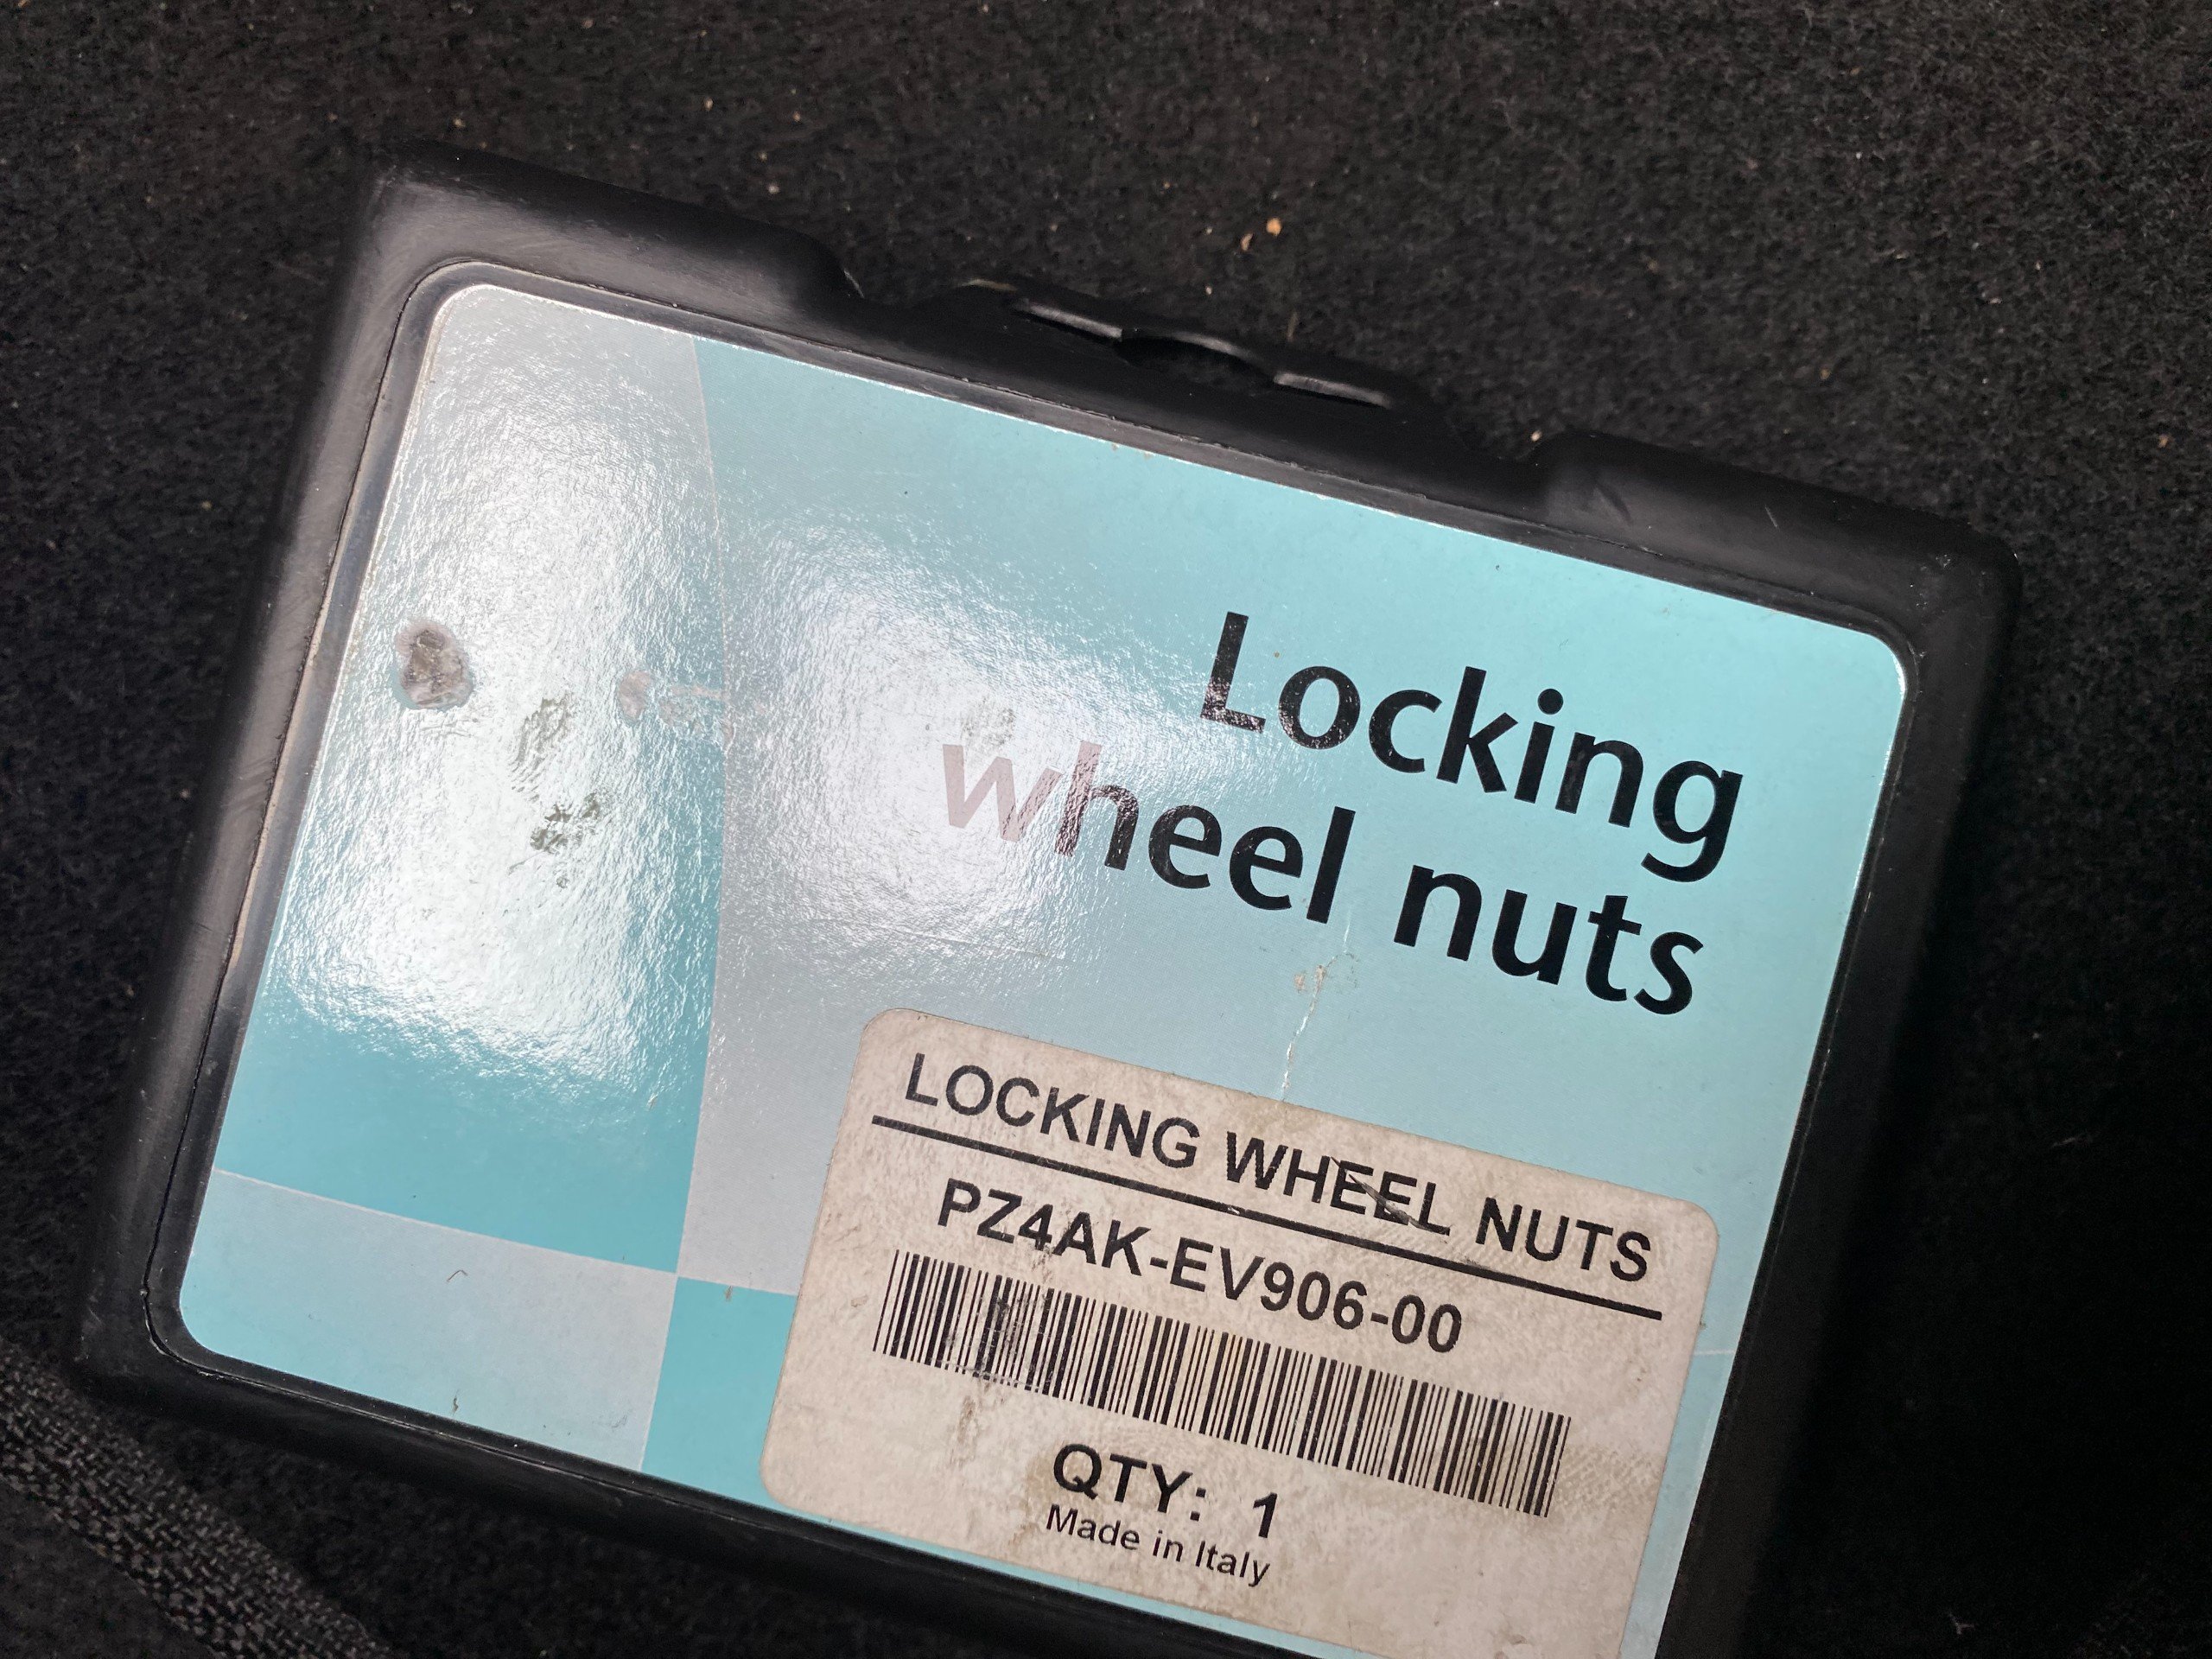 Locking
wheel nuts
LOCKING WHEEL NUTS
PZ4AK-EV906-00
QTY: 1
Made in Italy